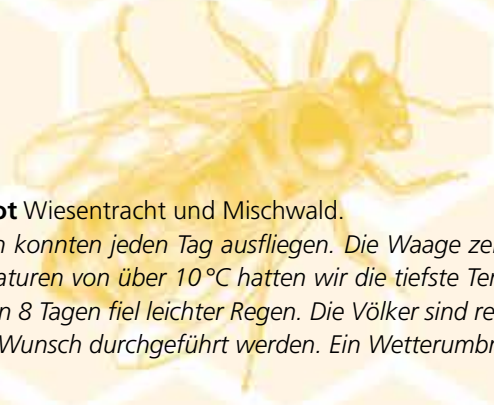 ot Wiesentracht und Mischwald.
n konnten jeden Tag ausfliegen. Die Waage ze
aturen von über 10 °C hatten wir die tiefste Te
n 8 Tagen fiel leichter Regen. Die Völker sind re
Wunsch durchgeführt werden. Ein Wetterumbr